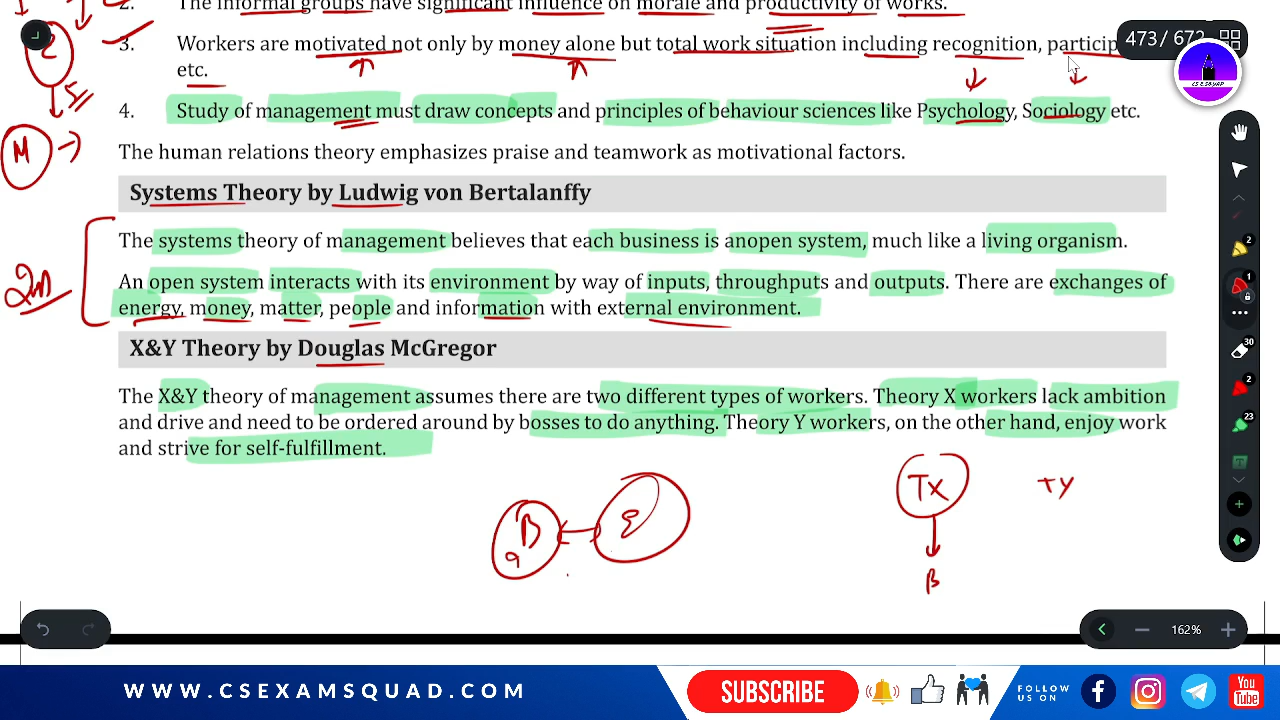 2. The informal groups have significant influence on morale and productivity of works.
473 / 672
3. Workers are motivated not only by money alone but total work situation including recognition, particip
etc.
CS EXAM SQUAD
4. Study of management must draw concepts and principles of behaviour sciences like Psychology, Sociology etc.
M
The human relations theory emphasizes praise and teamwork as motivational factors.
Systems Theory by Ludwig von Bertalanffy
The systems theory of management believes that each business is anopen system, much like a living organism.
An open system interacts with its environment by way of inputs, throughputs and outputs. There are exchanges of
energy, money, matter, people and information with external environment.
X&Y Theory by Douglas McGregor
The X&Y theory of management assumes there are two different types of workers. Theory X workers lack ambition
and drive and need to be ordered around by bosses to do anything. Theory Y workers, on the other hand, enjoy work
and strive for self-fulfillment.
TX TY
B
B
162%
WWW.CSEXAMSQUAD.COM
SUBSCRIBE
FOLLOW
US ON
You
Tube